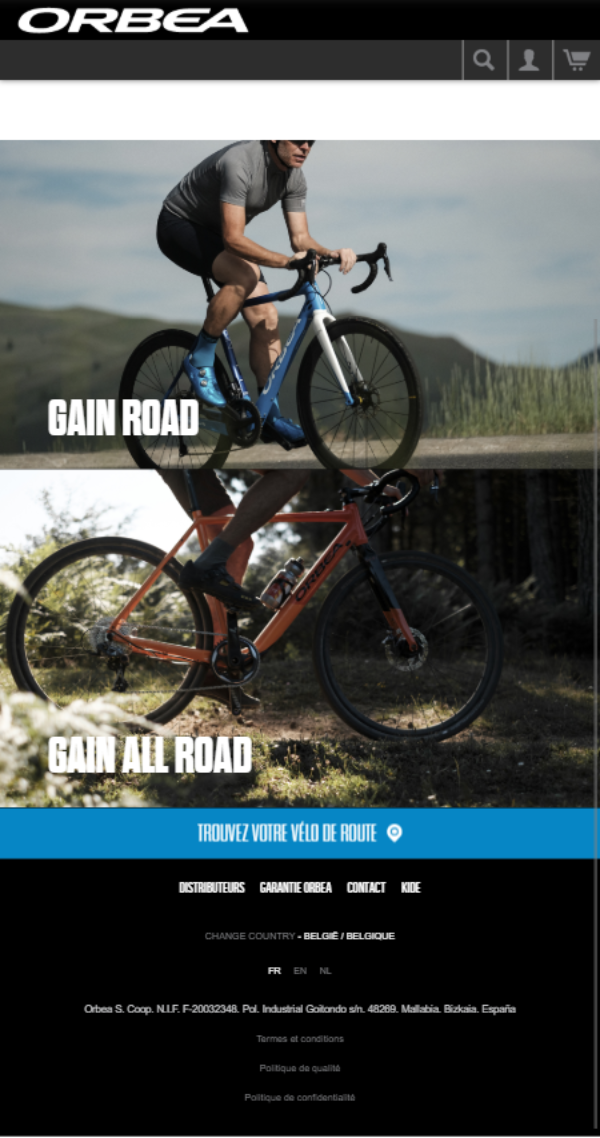 ORBEA
GAIN ROAD
ORBEA
GAIN ALL ROAD
TROUVEZ VOTRE VÉLO DE ROUTE
DISTRIBUTEURS GARANTIE ORBEA CONTACT KIDE
CHANGE COUNTRY - BELGIË / BELGIQUE
FR EN NL
Orbea S. Coop. N.I.F. F-20032348. Pol. Industrial Goitondo s/n. 48269. Mallabia. Bizkaia. España
Termes et conditions
Politique de qualité
Politique de confidentialité